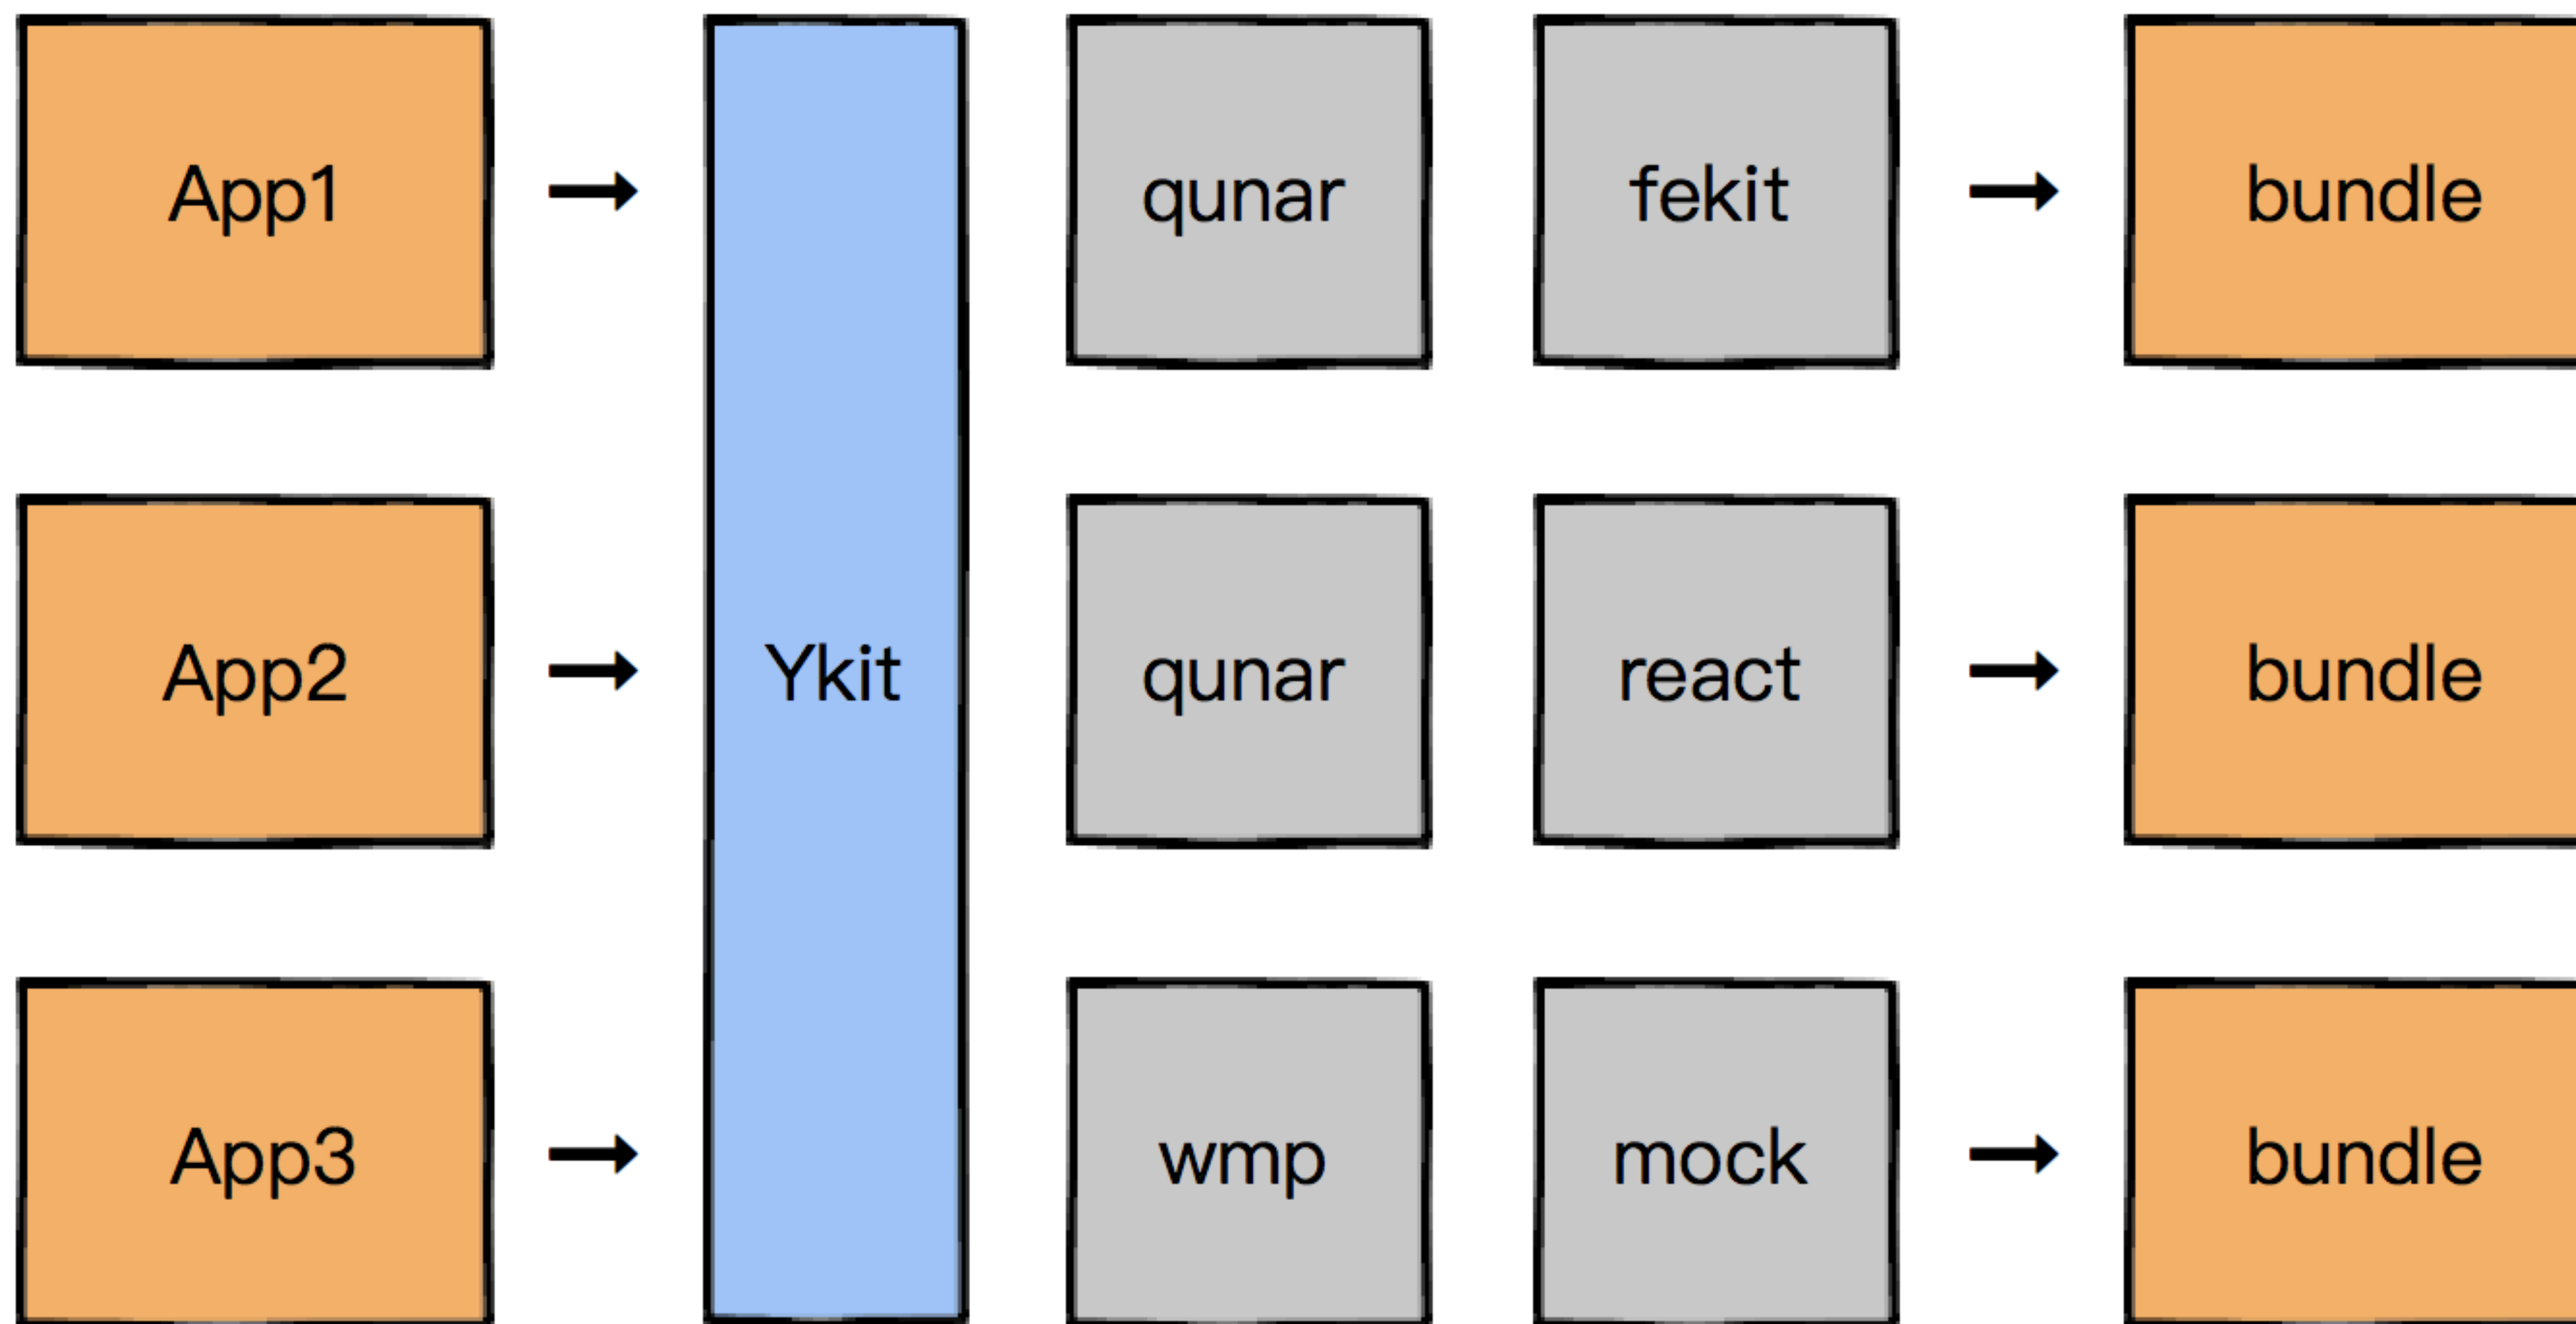 App1
qunar
fekit
bundle
App2
Ykit
qunar
react
bundle
App3
wmp
mock
bundle